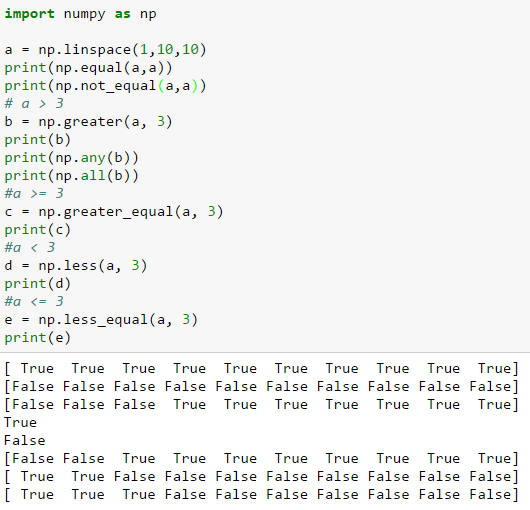 import numpy as np

a = np.linspace(1,10,10)
print(np.equal(a,a))
print(np.not_equal(a,a))
# a > 3
b = np.greater(a, 3)
print(b)
print(np.any(b))
print(np.all(b))
#a >= 3
c = np.greater_equal(a, 3)
print(c)
#a < 3
d = np.less(a, 3)
print(d)
#a <= 3
e = np.less_equal(a, 3)
print(e)
[ True  True  True  True  True  True  True  True  True  True]
[False False False False False False False False False False]
[False False False  True  True  True  True  True  True  True]
True
False
[False False  True  True  True  True  True  True  True  True]
[ True  True False False False False False False False False]
[ True  True  True False False False False False False False]